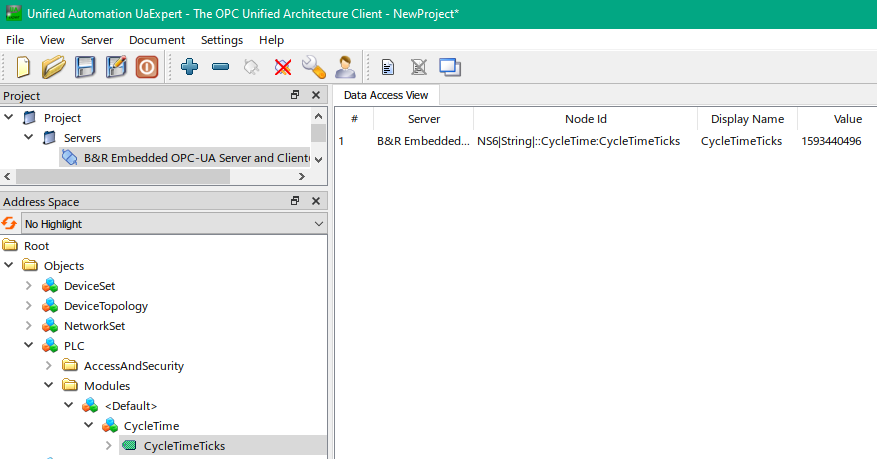 Unified Automation UaExpert - The OPC Unified Architecture Client - NewProject*
File View Server Document Settings Help
Project
Project
Servers
B&R Embedded OPC-UA Server and Client
Address Space
No Highlight
Root
Objects
DeviceSet
DeviceTopology
NetworkSet
PLC
AccessAndSecurity
Modules
<Default>
CycleTime
CycleTimeTicks
Data Access View
# Server Node Id Display Name Value
1 B&R Embedded... NS6|String|::CycleTime:CycleTimeTicks CycleTimeTicks 1593440496